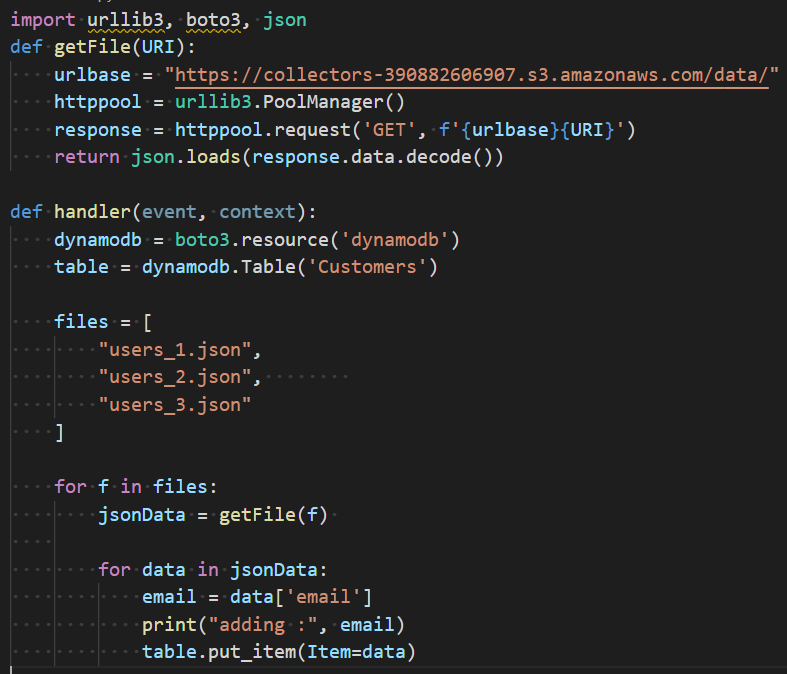 import urllib3, boto3, json
def getFile(URI):
    urlbase = "https://collectors-390882606907.s3.amazonaws.com/data/"
    httppool = urllib3.PoolManager()
    response = httppool.request('GET', f'{urlbase}{URI}')
    return json.loads(response.data.decode())

def handler(event, context):
    dynamodb = boto3.resource('dynamodb')
    table = dynamodb.Table('Customers')

    files = [
        "users_1.json",
        "users_2.json",
        "users_3.json"
    ]

    for f in files:
        jsonData = getFile(f)

        for data in jsonData:
            email = data['email']
            print("adding :", email)
            table.put_item(Item=data)